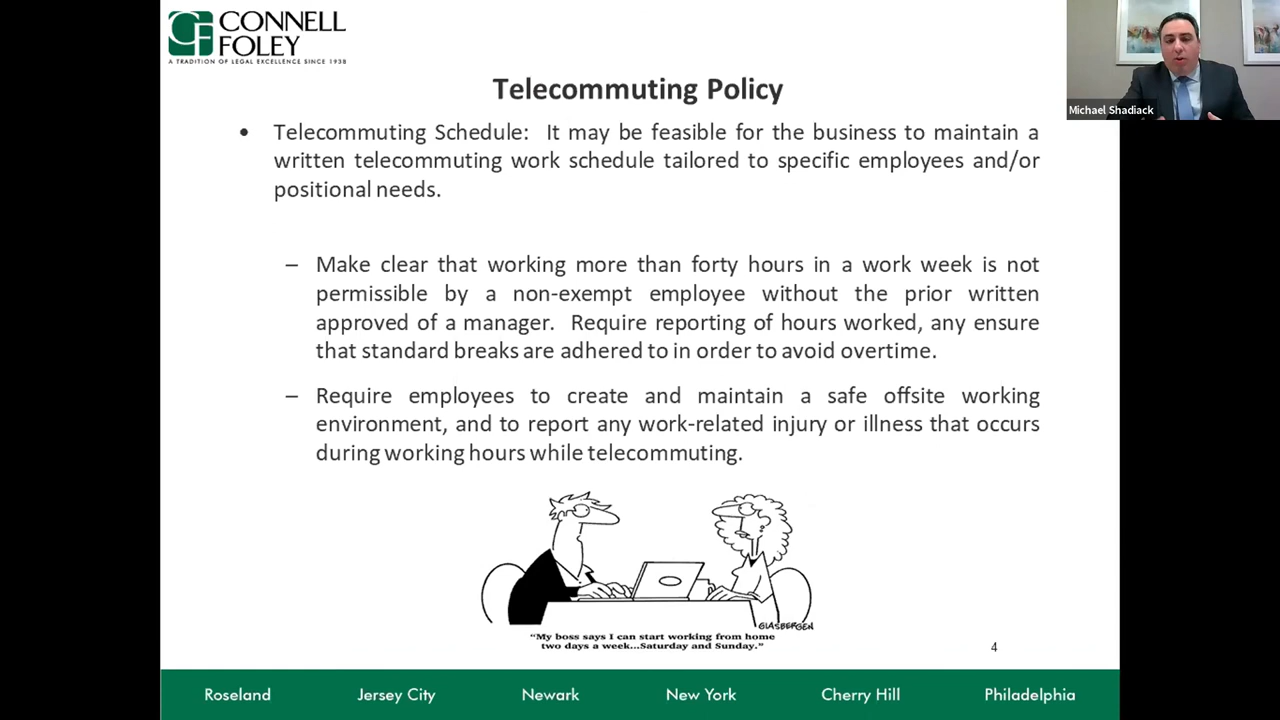 CONNELL
FOLEY
A TRADITION OF LEGAL EXCELLENCE SINCE 1938
Michael Shadiack
Telecommuting Policy
• Telecommuting Schedule: It may be feasible for the business to maintain a
written telecommuting work schedule tailored to specific employees and/or
positional needs.
– Make clear that working more than forty hours in a work week is not
permissible by a non-exempt employee without the prior written
approved of a manager. Require reporting of hours worked, any ensure
that standard breaks are adhered to in order to avoid overtime.
– Require employees to create and maintain a safe offsite working
environment, and to report any work-related injury or illness that occurs
during working hours while telecommuting.
GLASBERGEN
“My boss says I can start working from home
two days a week...Saturday and Sunday.”
4
Roseland Jersey City Newark New York Cherry Hill Philadelphia